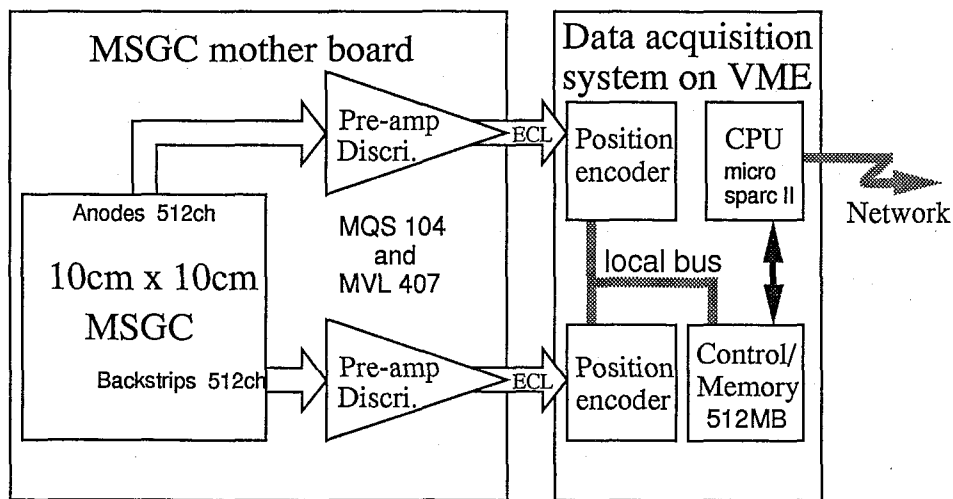 MSGC mother board
Pre-amp
Discri.
ECL
Anodes 512ch
10cm x 10cm
MSGC
Backstrips 512ch
MQS 104
and
MVL 407
Pre-amp
Discri.
ECL
Data acquisition
system on VME
Position
encoder
CPU
micro
sparc II
Network
local bus
Position
encoder
Control/
Memory
512MB